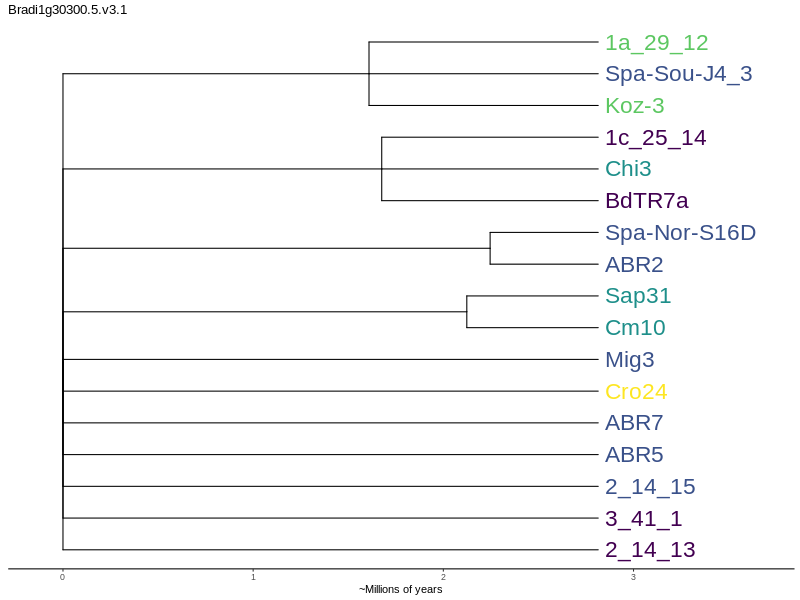 Bradi1g30300.5.v3.1
1a_29_12
Spa-Sou-J4_3
Koz-3
1c_25_14
Chi3
BdTR7a
Spa-Nor-S16D
ABR2
Sap31
Cm10
Mig3
Cro24
ABR7
ABR5
2_14_15
3_41_1
2_14_13
0 1 2 3
~Millions of years